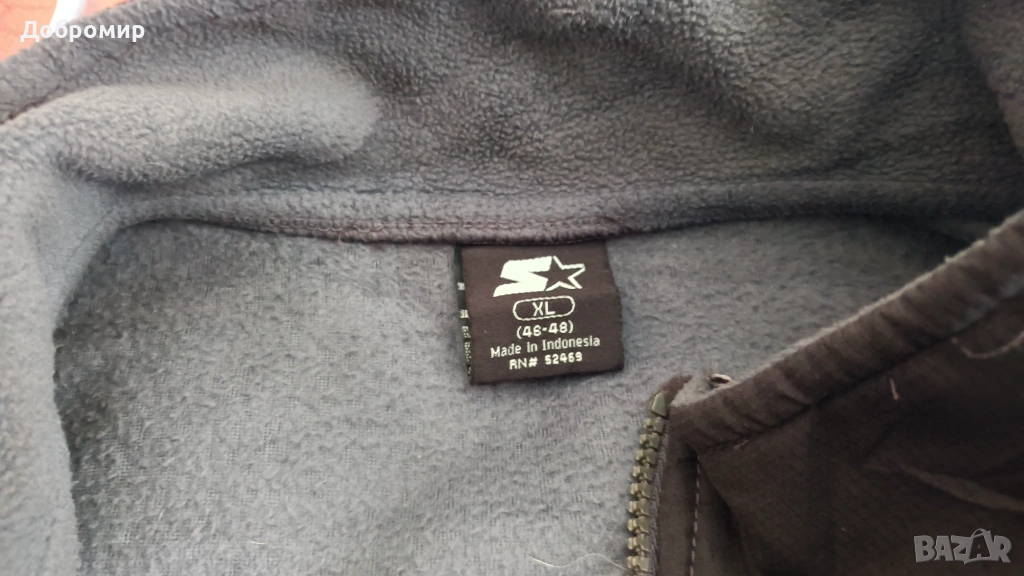 Добромир
S
XL
(46-48)
Made in Indonesia
RN# 52469
BAZAR